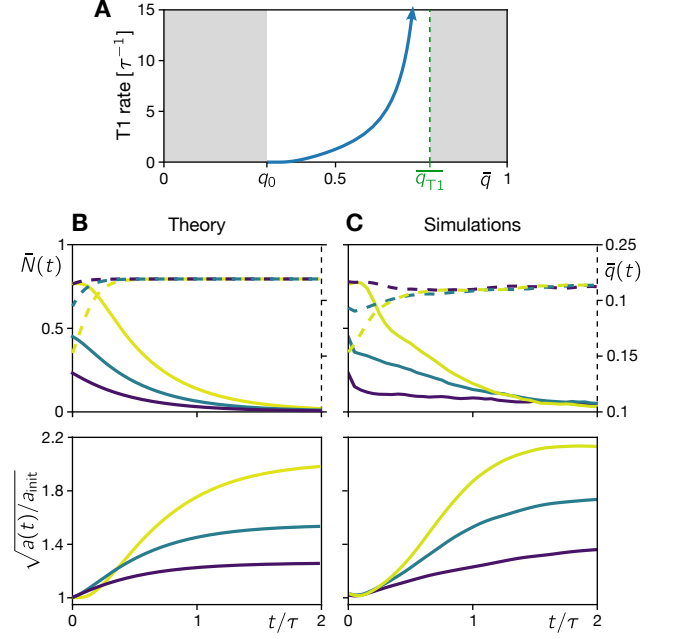 A
T1 rate [τ⁻¹]
15
10
5
0
0 q₀ 0.5 q̅_T1 q̄ 1
B Theory C Simulations
1 0.25
N̄(t) q̄(t)
0.1
0.5
0.15
0 0.1
2.2
1.8
√a(t)/a_init
1.4
1
0 1 t/τ 2 0 1 t/τ 2